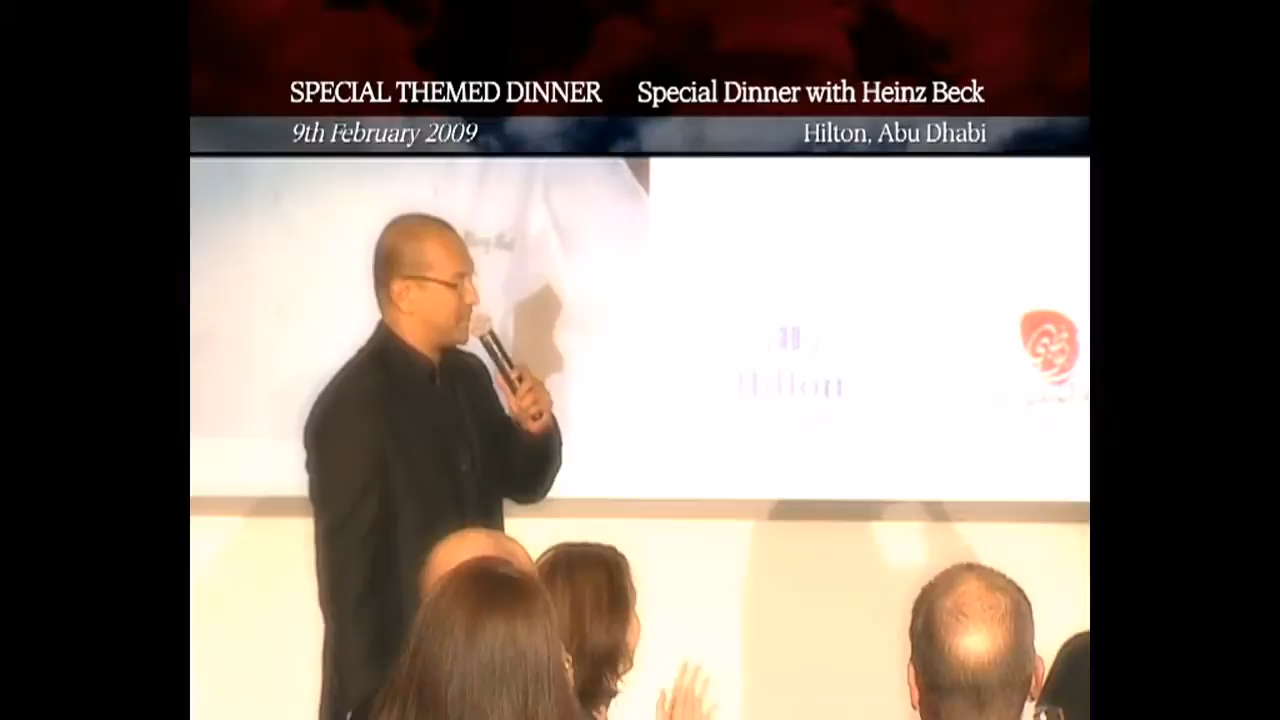 SPECIAL THEMED DINNER Special Dinner with Heinz Beck
9th February 2009 Hilton, Abu Dhabi
Hilton